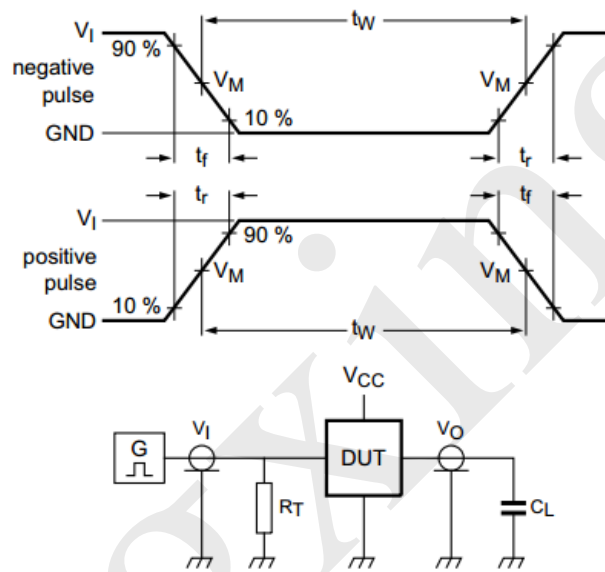 V_I
t_W
90 %
negative
pulse
V_M
10 %
GND
t_f
t_r
t_r
t_f
V_I
90 %
positive
pulse
V_M
V_M
10 %
GND
t_W
V_CC
V_I
V_O
G
DUT
R_T
C_L